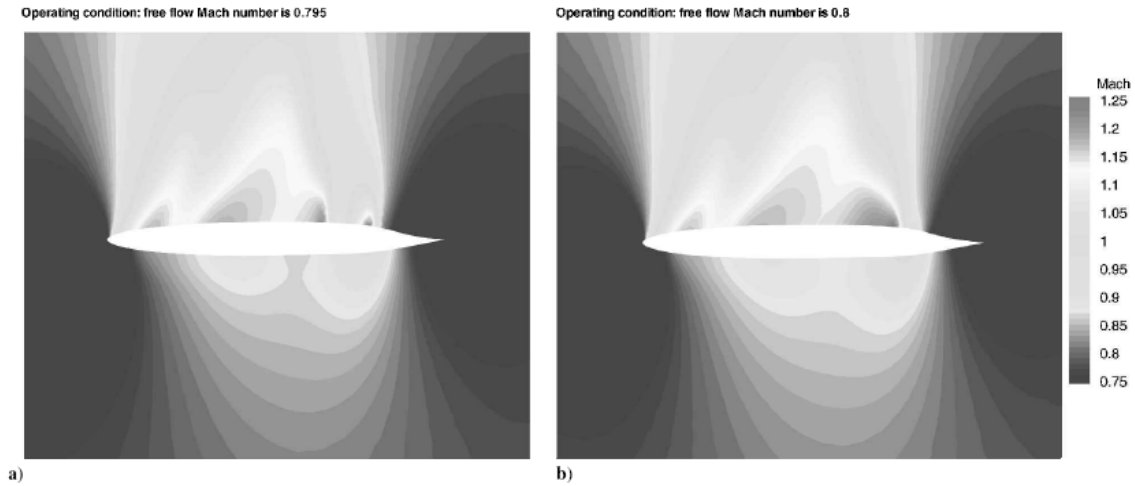 Operating condition: free flow Mach number is 0.795
Operating condition: free flow Mach number is 0.8
Mach
1.25
1.2
1.15
1.1
1.05
1
0.95
0.9
0.85
0.8
0.75
a)
b)